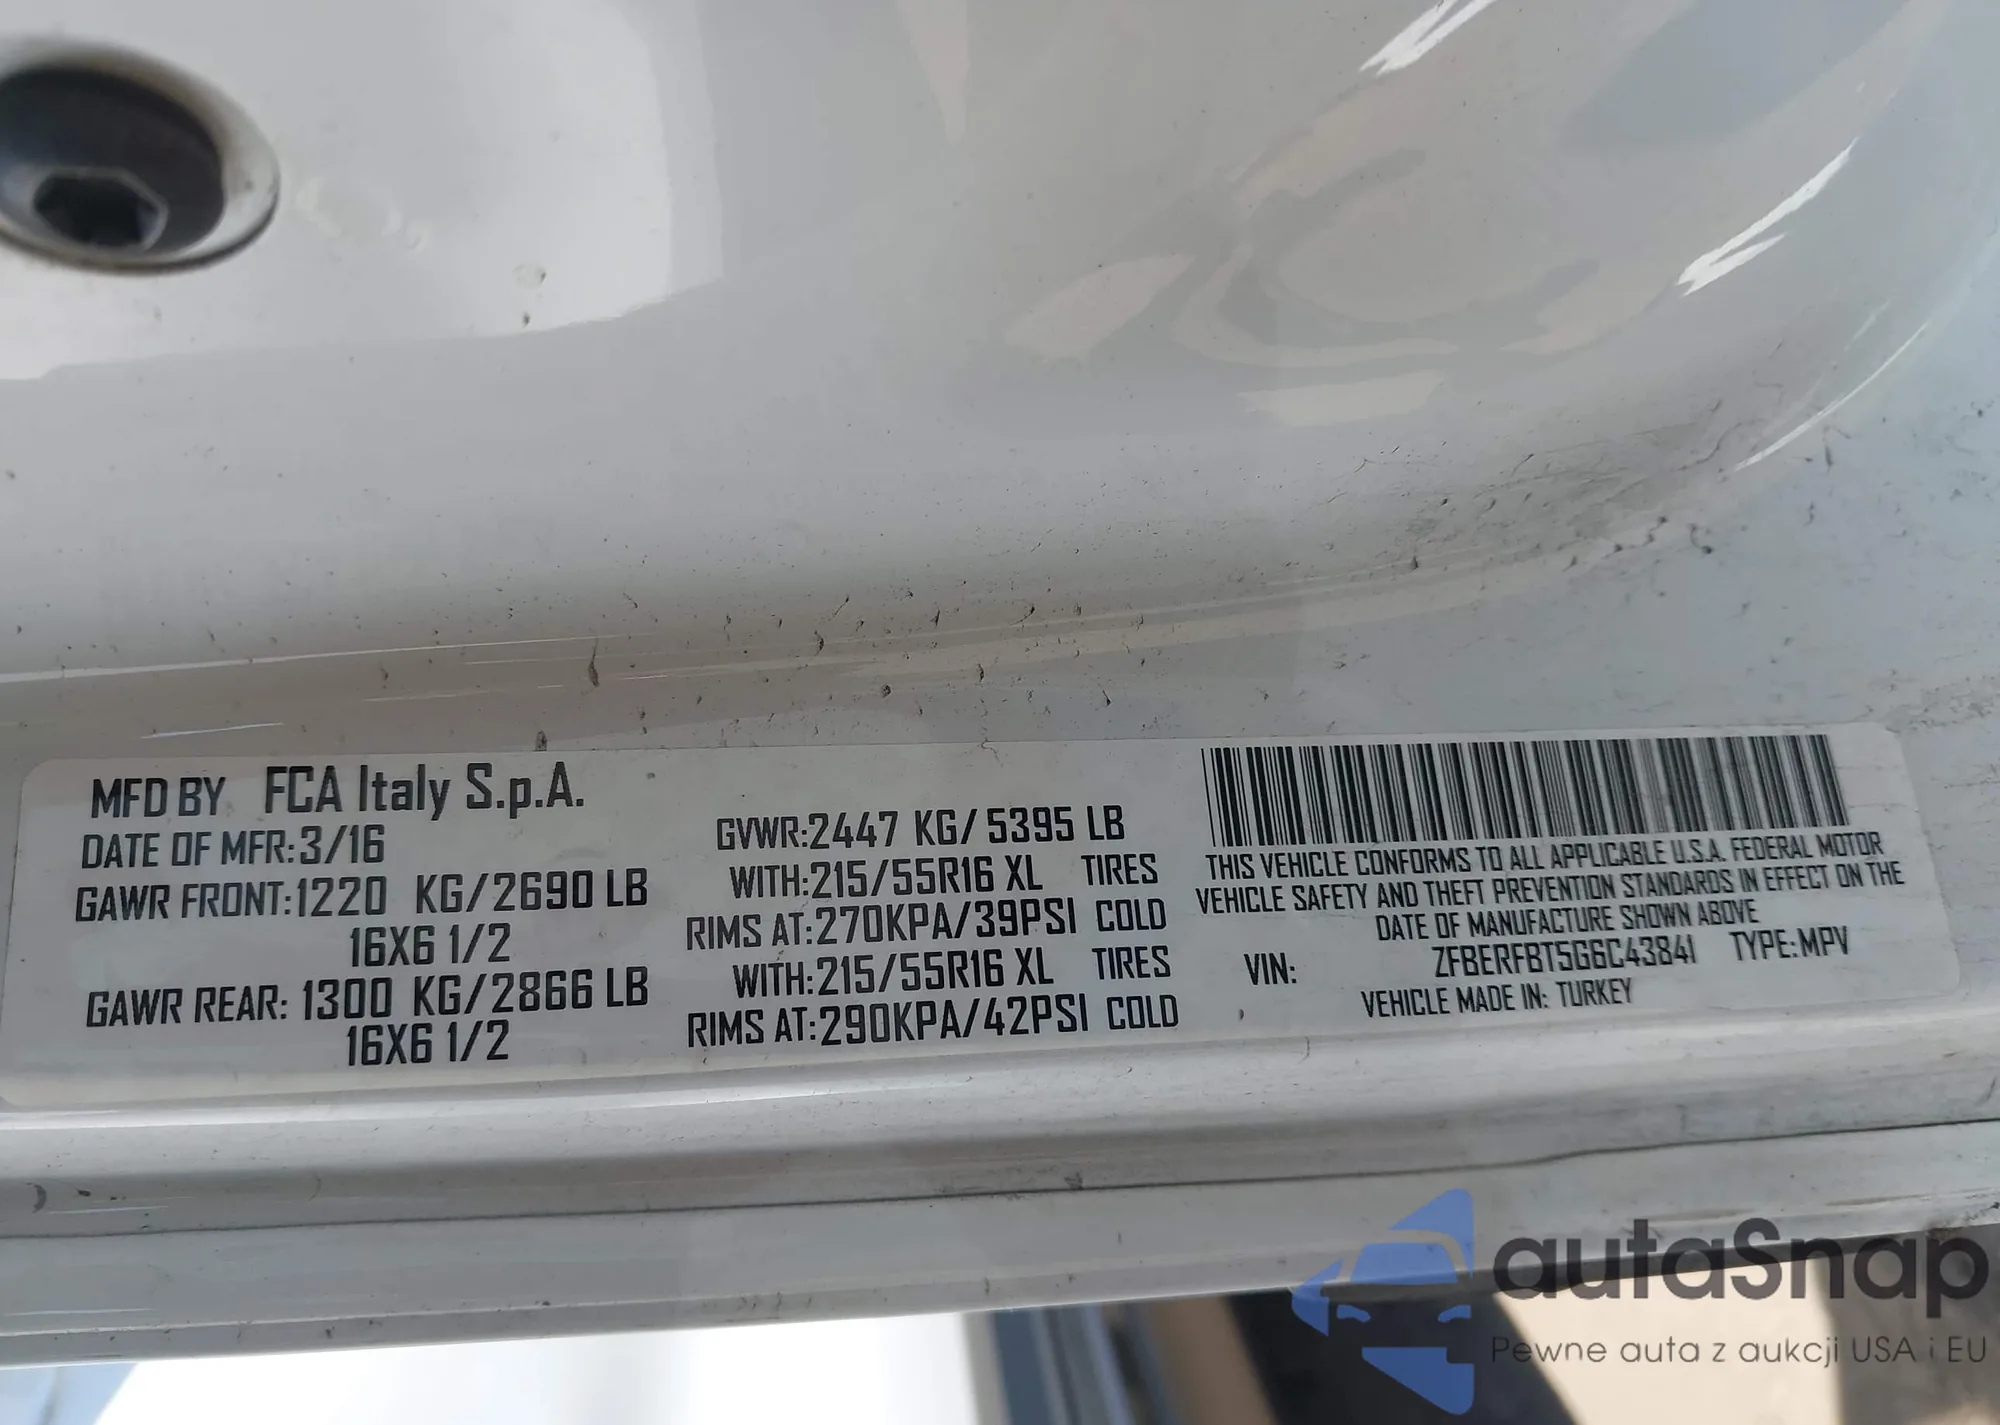 MFD BY FCA Italy S.p.A.
DATE OF MFR:3/16
GAWR FRONT:1220 KG/2690 LB
16X6 1/2
GAWR REAR: 1300 KG/2866 LB
16X6 1/2
GVWR:2447 KG/5395 LB
WITH:215/55R16 XL TIRES
RIMS AT:270KPA/39PSI COLD
WITH:215/55R16 XL TIRES
RIMS AT:290KPA/42PSI COLD
THIS VEHICLE CONFORMS TO ALL APPLICABLE U.S.A. FEDERAL MOTOR
VEHICLE SAFETY AND THEFT PREVENTION STANDARDS IN EFFECT ON THE
DATE OF MANUFACTURE SHOWN ABOVE
VIN: ZFBERFBT5G6C43841 TYPE:MPV
VEHICLE MADE IN: TURKEY
autaSnap
Pewne auta z aukcji USA i EU